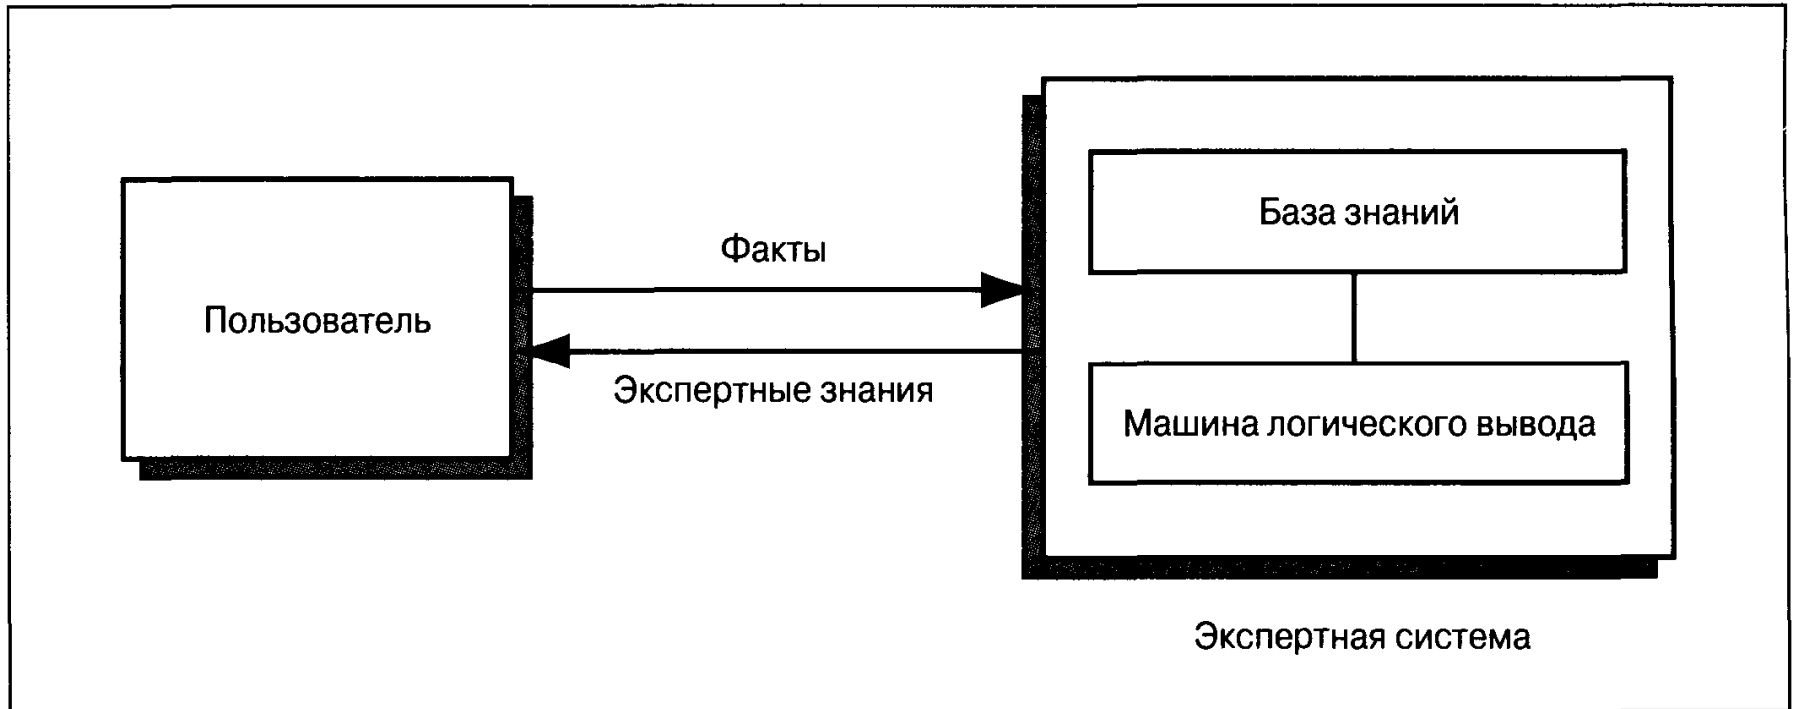 База знаний
Факты
Пользователь
Экспертные знания
Машина логического вывода
Экспертная система